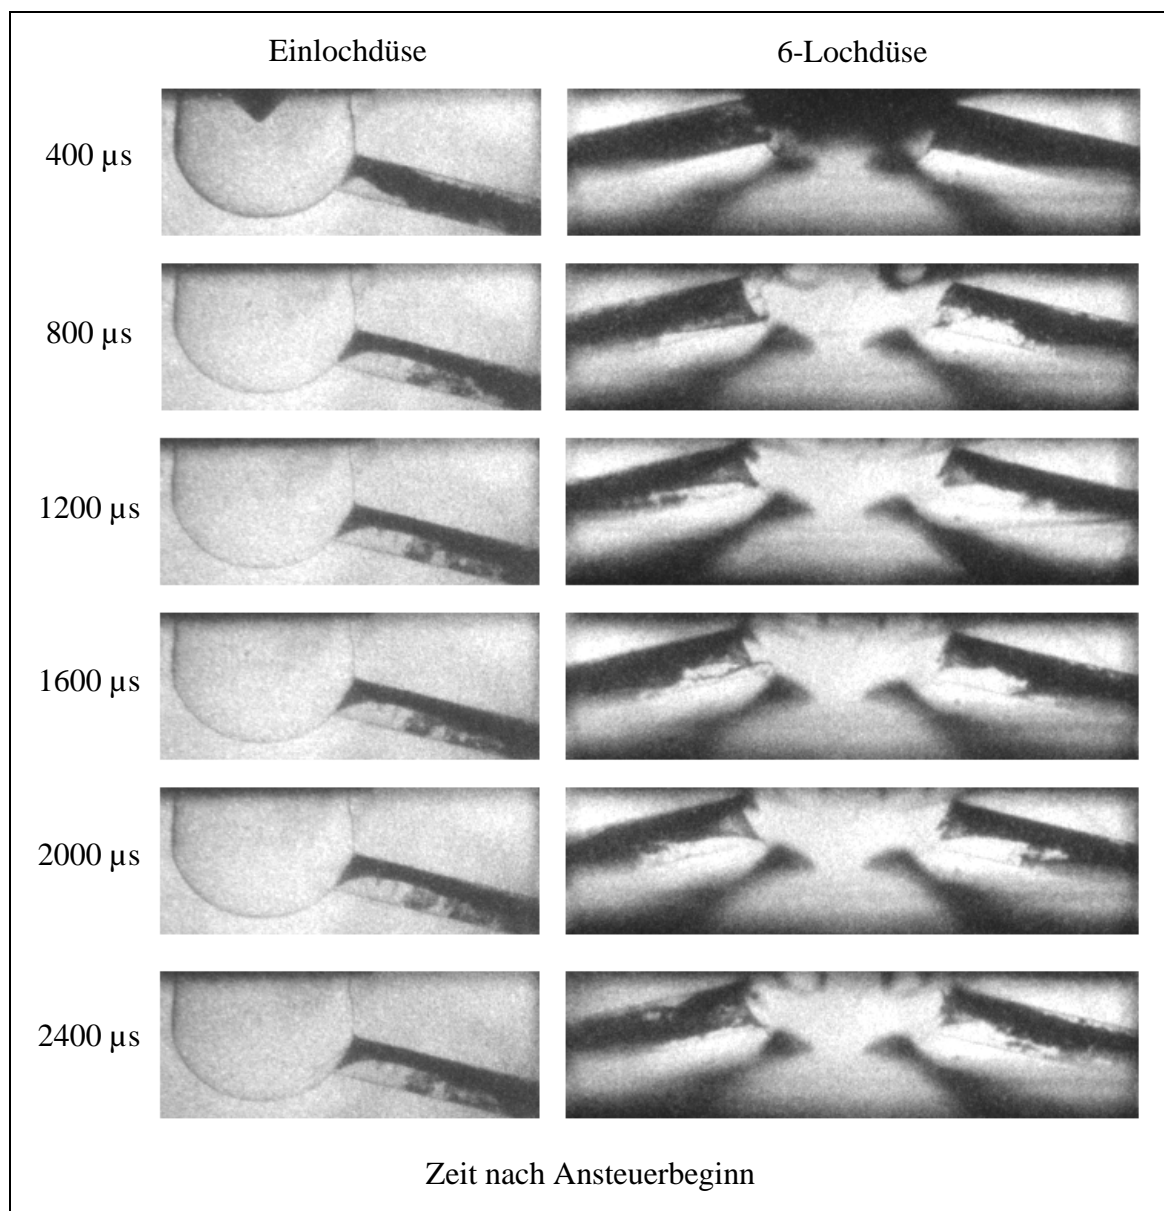 Einlochdüse 6-Lochdüse
400 µs
800 µs
1200 µs
1600 µs
2000 µs
2400 µs
Zeit nach Ansteuerbeginn